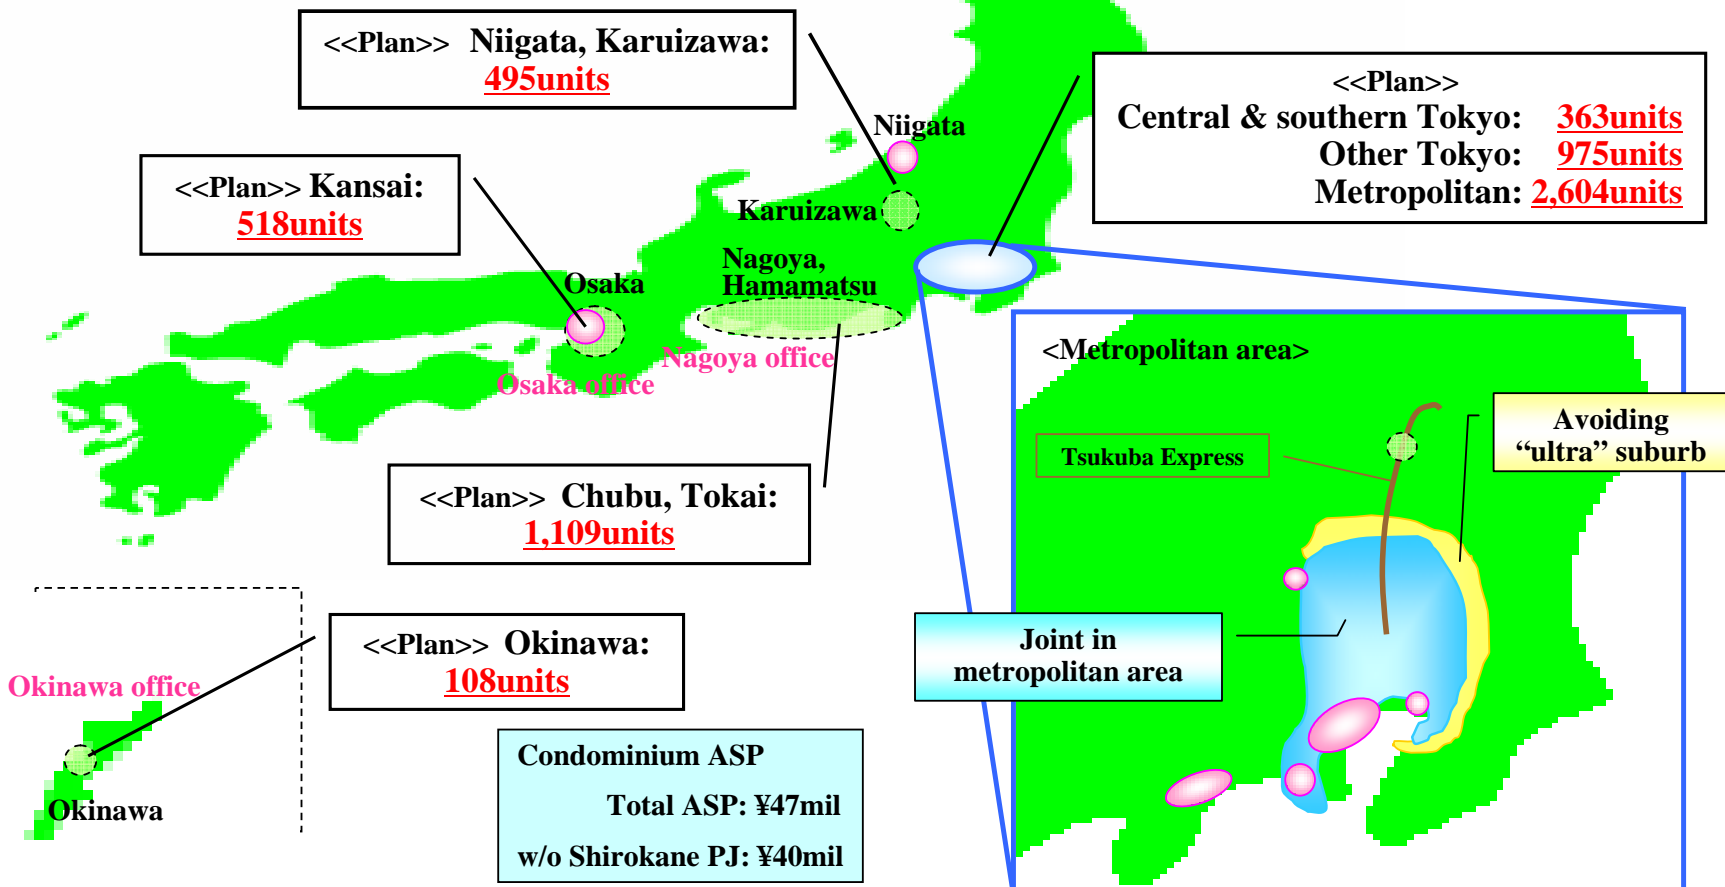 <<Plan>> Niigata, Karuizawa:
495units
<<Plan>>
Central & southern Tokyo: 363units
Other Tokyo: 975units
Metropolitan: 2,604units
<<Plan>> Kansai:
518units
Niigata
Karuizawa
Nagoya,
Hamamatsu
Osaka
Nagoya office
Osaka office
<Metropolitan area>
Avoiding
“ultra” suburb
Tsukuba Express
<<Plan>> Chubu, Tokai:
1,109units
<<Plan>> Okinawa:
108units
Joint in
metropolitan area
Okinawa office
Okinawa
Condominium ASP
Total ASP: ¥47mil
w/o Shirokane PJ: ¥40mil